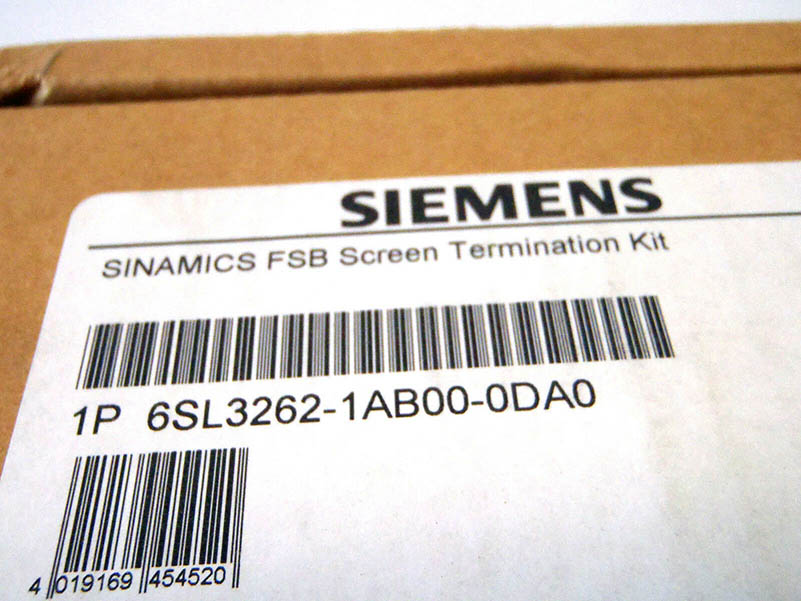 SIEMENS
SINAMICS FSB Screen Termination Kit
1P 6SL3262-1AB00-0DA0
4 019169 454520